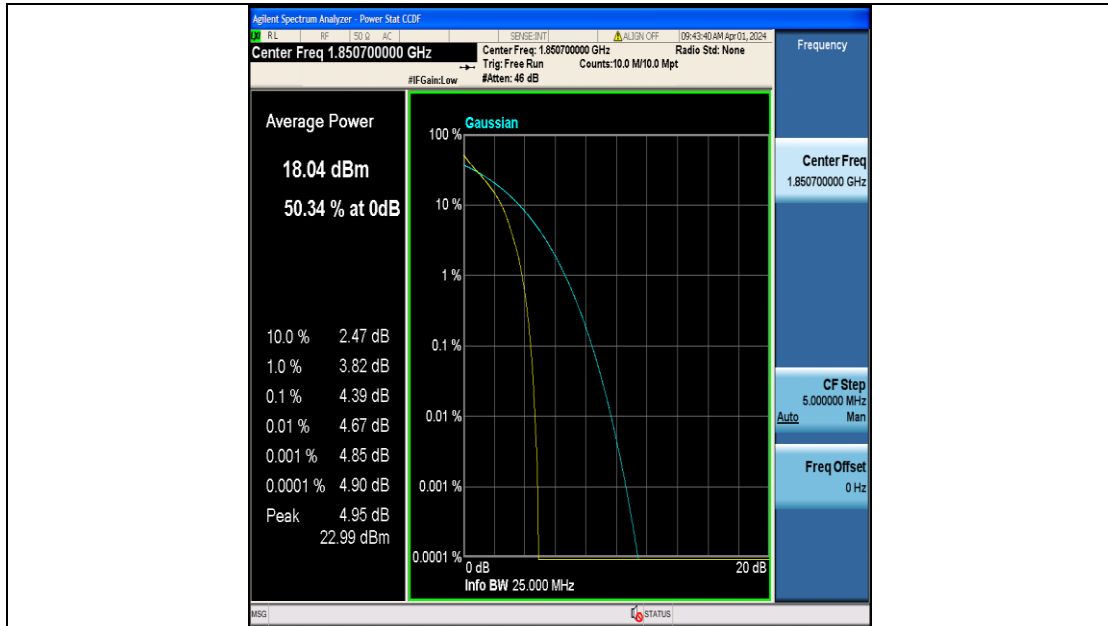 Agilent Spectrum Analyzer - Power Stat CCDF
RL RF 50 Ω AC SENSE:INT ALIGN OFF 09:43:40 AM Apr 01, 2024
Center Freq 1.850700000 GHz
Center Freq: 1.850700000 GHz Radio Std: None
Trig: Free Run Counts:10.0 M/10.0 Mpt
#IFGain:Low #Atten: 46 dB
Average Power
18.04 dBm
50.34 % at 0dB
10.0 % 2.47 dB
1.0 % 3.82 dB
0.1 % 4.39 dB
0.01 % 4.67 dB
0.001 % 4.85 dB
0.0001 % 4.90 dB
Peak 4.95 dB
22.99 dBm
Gaussian
100 %
10 %
1 %
0.1 %
0.01 %
0.001 %
0.0001 %
0 dB 20 dB
Info BW 25.000 MHz
Frequency
Center Freq
1.850700000 GHz
CF Step
5.000000 MHz
Auto Man
Freq Offset
0 Hz
MSG STATUS